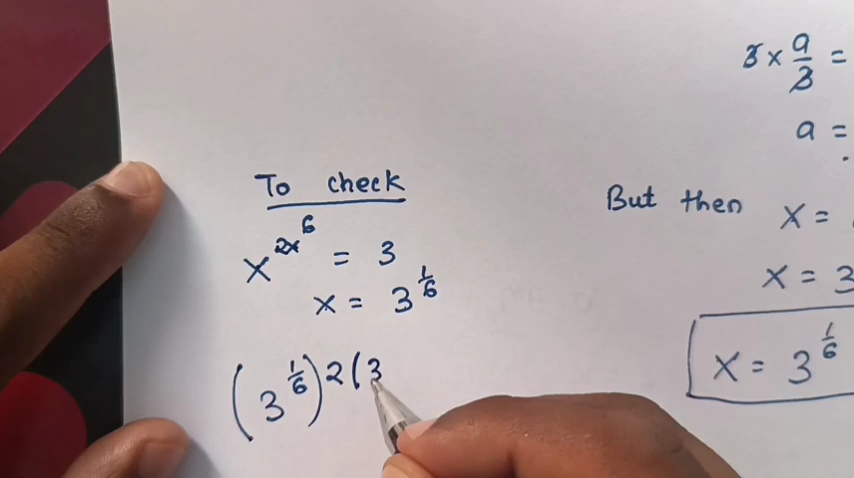 3 × a/3 =
a =
To check
But then x =
x^{2x^6} = 3
x = 3^{1/6}
x = 3
x = 3^{1/6}
(3^{1/6})^{2(3